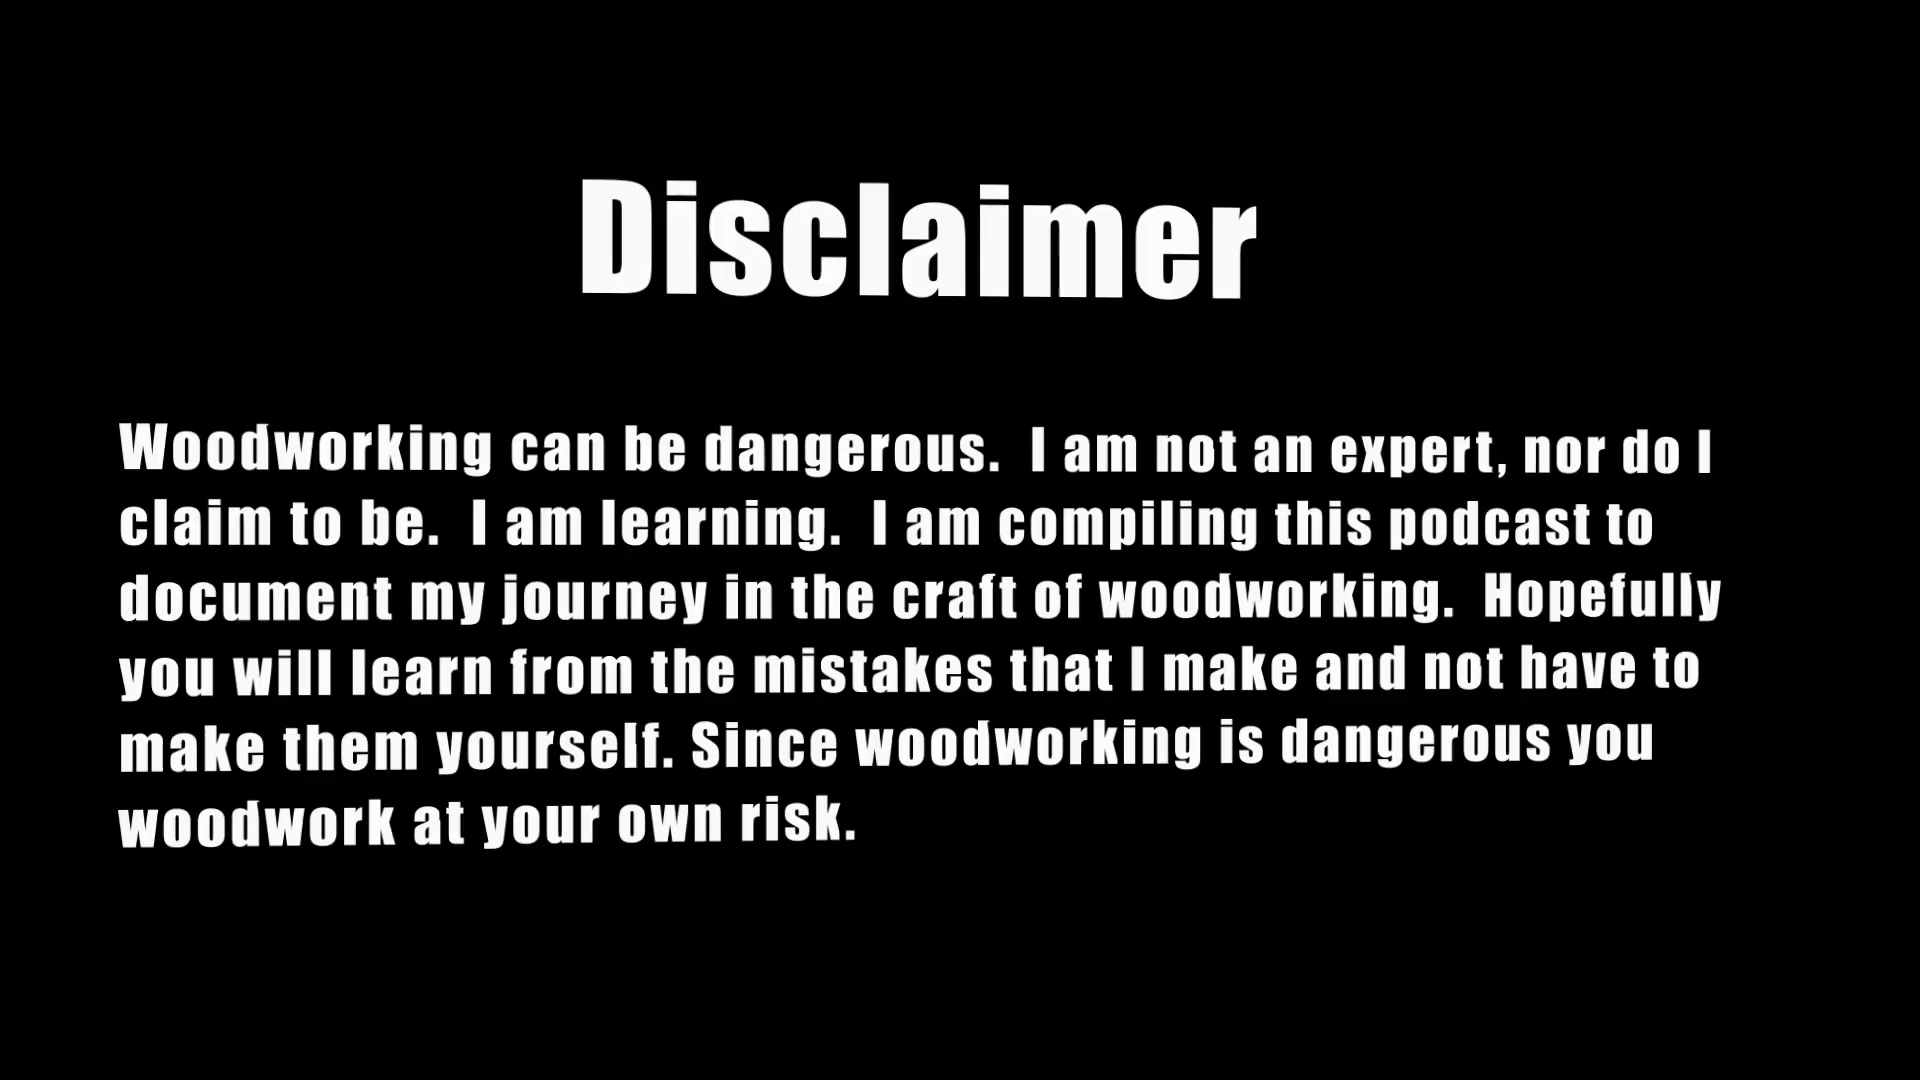 Disclaimer
Woodworking can be dangerous.  I am not an expert, nor do I
claim to be.  I am learning.  I am compiling this podcast to
document my journey in the craft of woodworking.  Hopefully
you will learn from the mistakes that I make and not have to
make them yourself. Since woodworking is dangerous you
woodwork at your own risk.